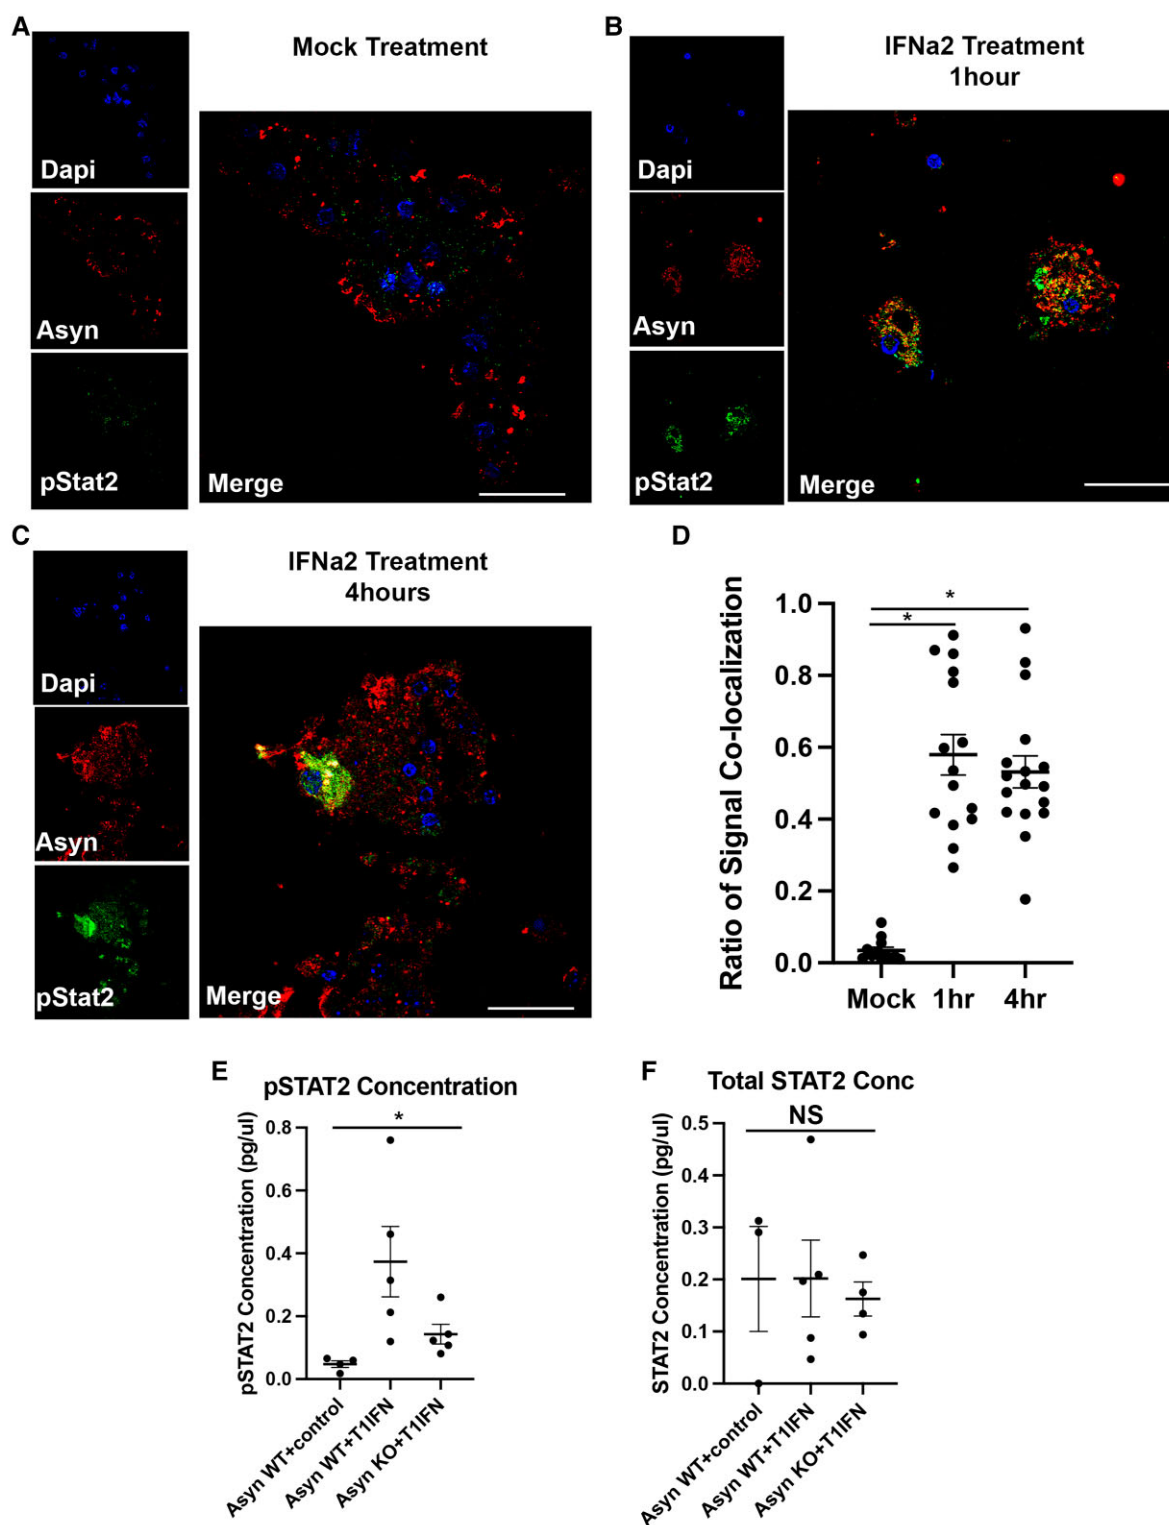 A
Mock Treatment
Dapi
Asyn
pStat2
Merge
B
IFNa2 Treatment
1hour
Dapi
Asyn
pStat2
Merge
C
IFNa2 Treatment
4hours
Dapi
Asyn
pStat2
Merge
D
Ratio of Signal Co-localization
1.0
0.8
0.6
0.4
0.2
0.0
*
*
Mock 1hr 4hr
E
pSTAT2 Concentration
pSTAT2 Concentration (pg/ul)
0.8
0.6
0.4
0.2
0.0
*
Asyn WT+control
Asyn WT+T1IFN
Asyn KO+T1IFN
F
Total STAT2 Conc
NS
STAT2 Concentration (pg/ul)
0.5
0.4
0.3
0.2
0.1
0.0
Asyn WT+control
Asyn WT+T1IFN
Asyn KO+T1IFN